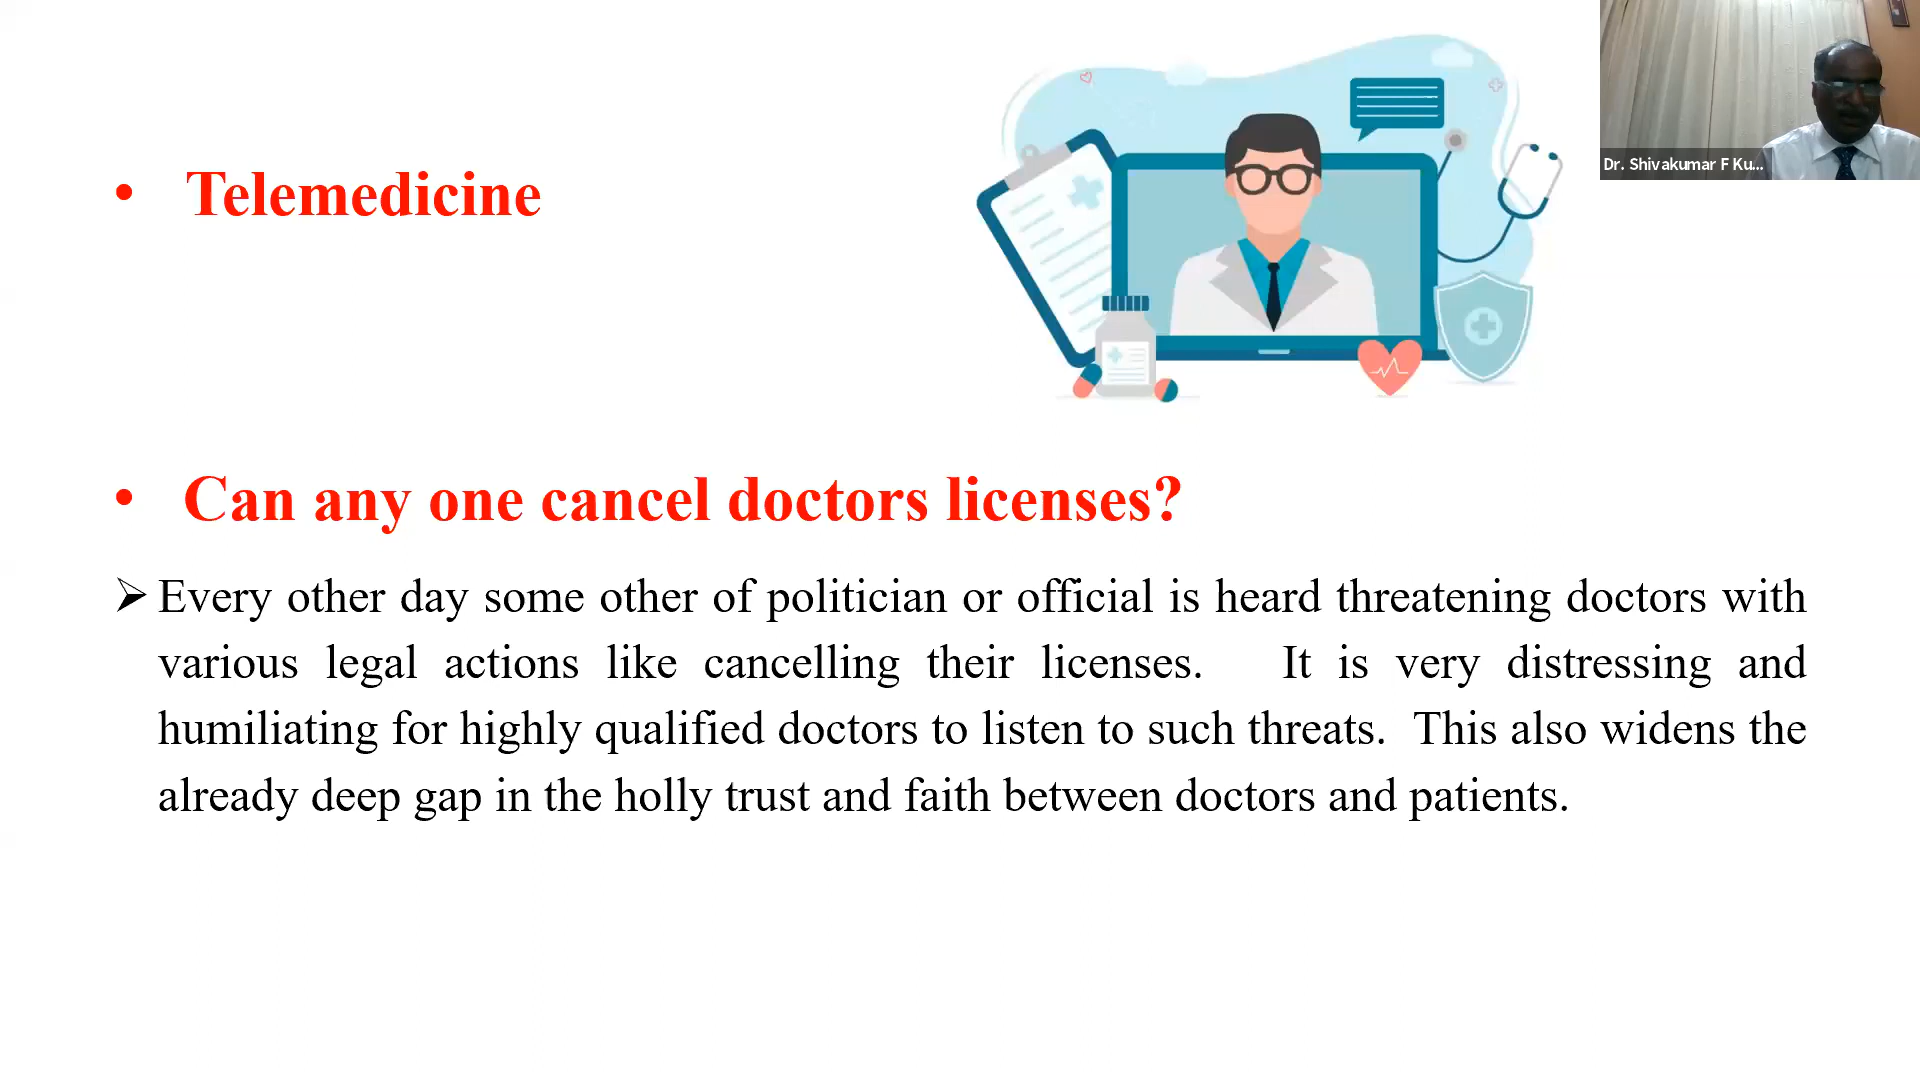 Dr. Shivakumar F Ku...
• Telemedicine
• Can any one cancel doctors licenses?
➢ Every other day some other of politician or official is heard threatening doctors with
various legal actions like cancelling their licenses. It is very distressing and
humiliating for highly qualified doctors to listen to such threats. This also widens the
already deep gap in the holly trust and faith between doctors and patients.